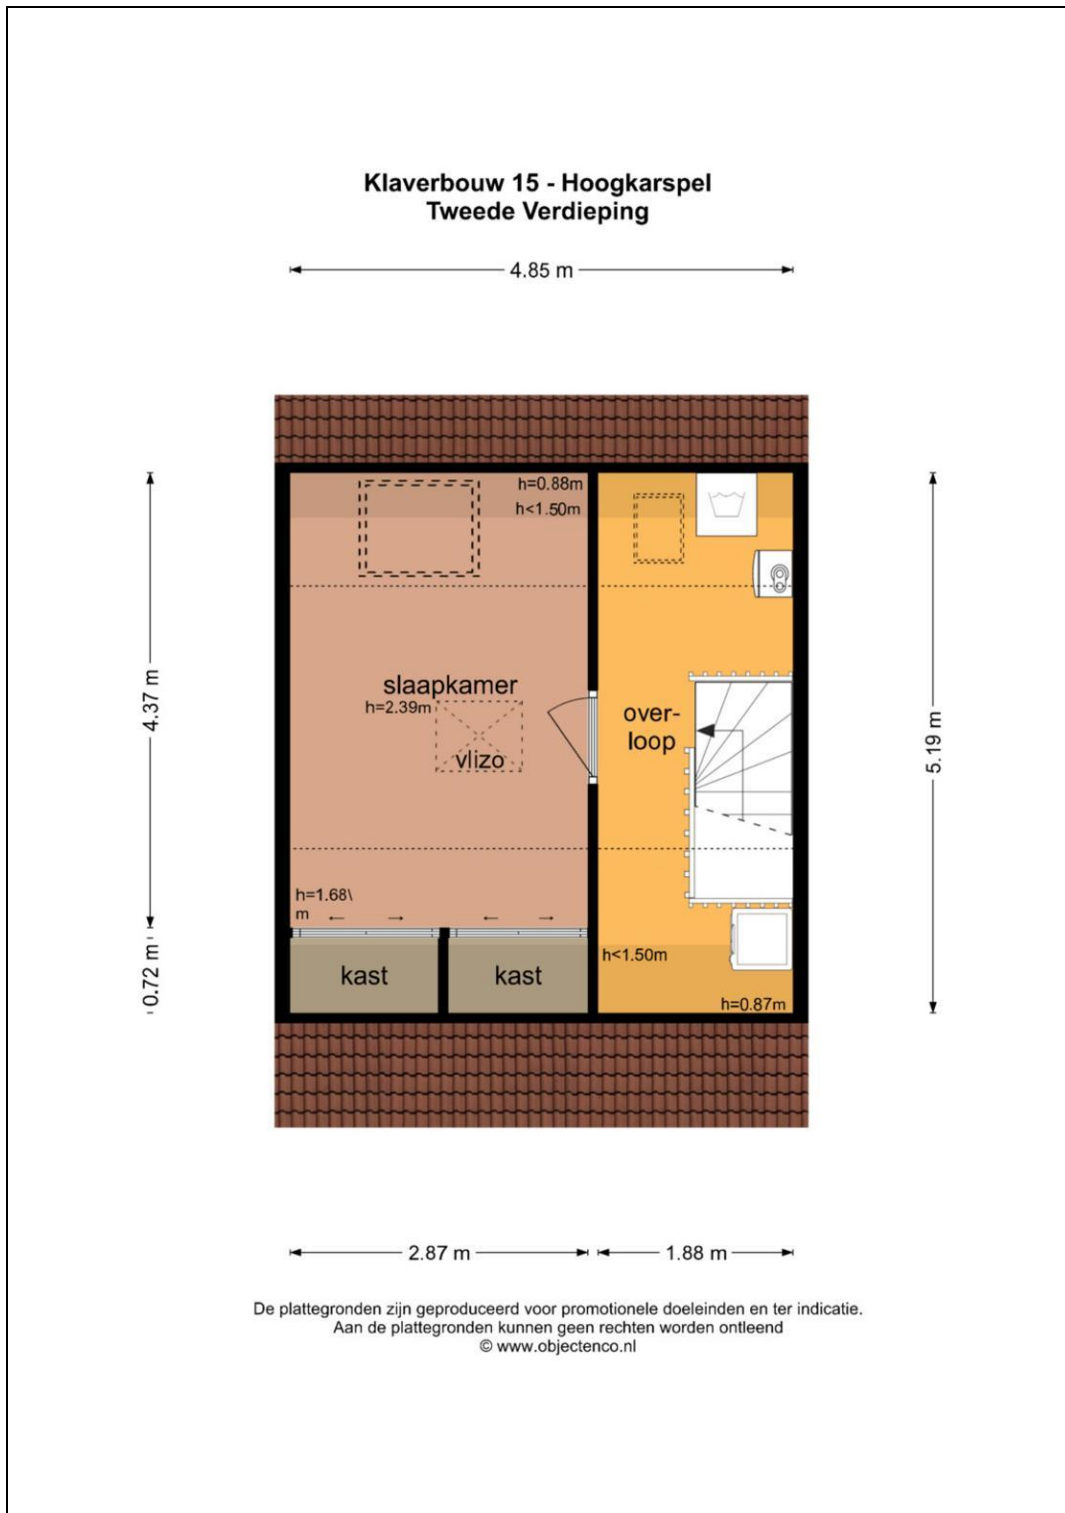 Klaverbouw 15 - Hoogkarspel
Tweede Verdieping
4.85 m
h=0.88m
h<1.50m
4.37 m
slaapkamer
h=2.39m
vlizo
over-
loop
5.19 m
h=1.68\
m
0.72 m
kast
kast
h<1.50m
h=0.87m
2.87 m
1.88 m
De plattegronden zijn geproduceerd voor promotionele doeleinden en ter indicatie.
Aan de plattegronden kunnen geen rechten worden ontleend
© www.objectenco.nl